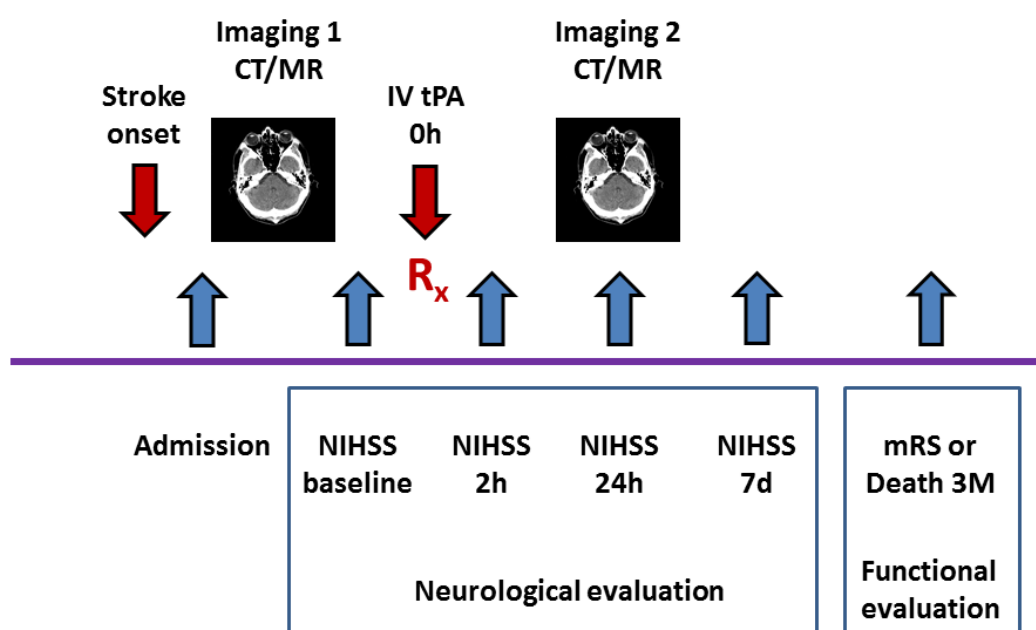 Imaging 1
CT/MR
Imaging 2
CT/MR
Stroke
onset
IV tPA
0h
Rx
Admission
NIHSS
baseline
NIHSS
2h
NIHSS
24h
NIHSS
7d
mRS or
Death 3M
Neurological evaluation
Functional
evaluation